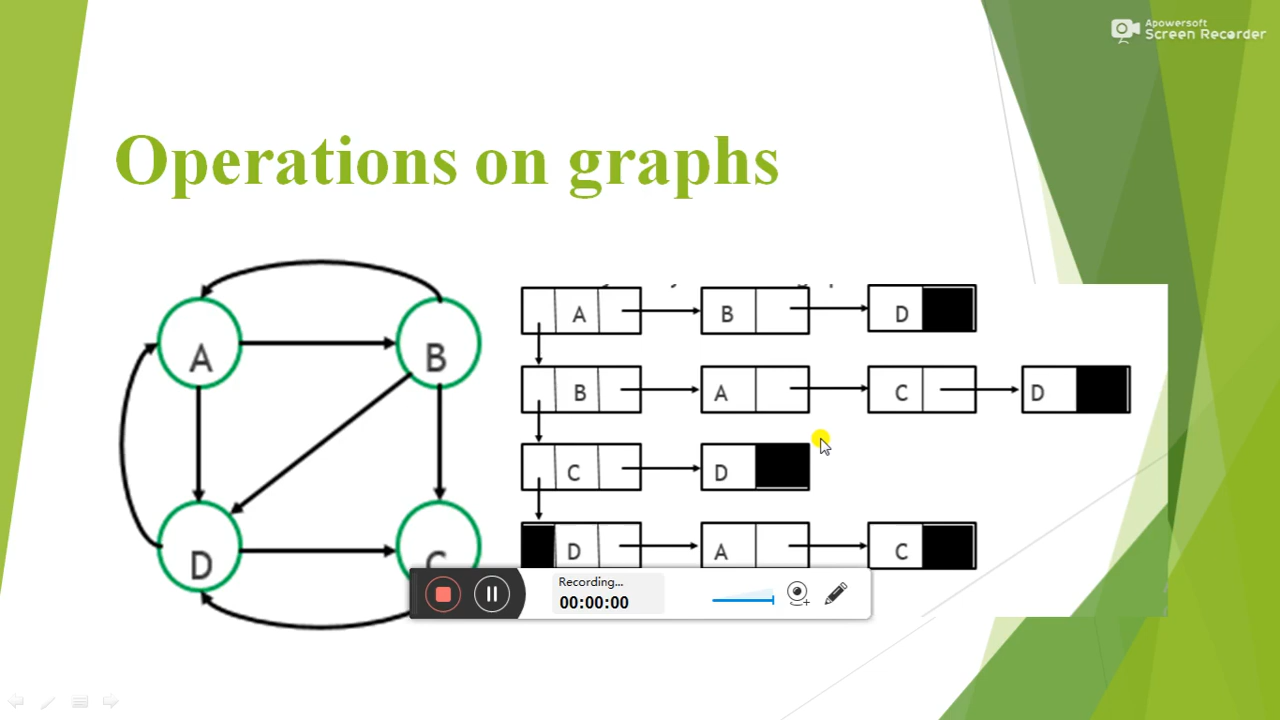 Apowersoft
Screen Recorder
Operations on graphs
A B D
A B
B A C D
C D
D C
D A C
Recording...
00:00:00